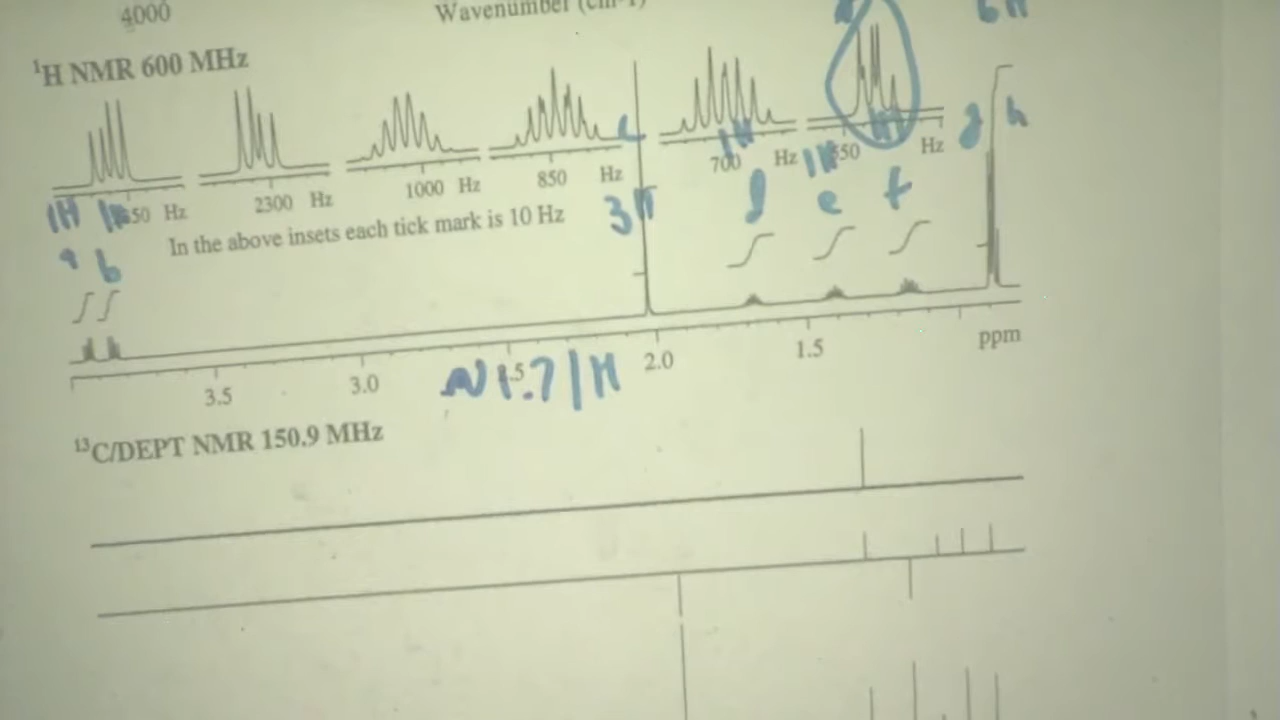 4000
Wavenumber (cm⁻¹)
¹H NMR 600 MHz
6H
2300 Hz
1000 Hz
850 Hz
700 Hz
Hz
In the above insets each tick mark is 10 Hz
1H
3H
1H
1H
a b
c
d e f
g h
3.5
3.0
2.0
1.5
ppm
~1.7/H
¹³C/DEPT NMR 150.9 MHz